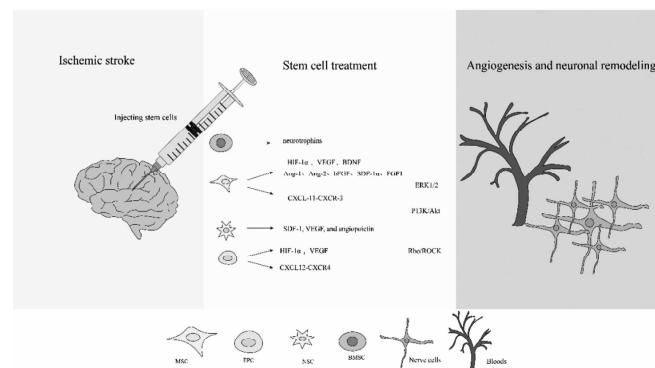 Ischemic stroke
Stem cell treatment
Angiogenesis and neuronal remodeling
Injecting stem cells
neurotrophins
HIF-1α , VEGF , BDNF
Ang-1、Ang-2、bFGF、SDF-1α、FGF1
CXCL-11-CXCR-3
SDF-1, VEGF, and angiopoietin
HIF-1α , VEGF
CXCL12-CXCR4
ERK1/2
P13K/Akt
Rho/ROCK
MSC
EPC
NSC
BMSC
Nerve cells
Bloods